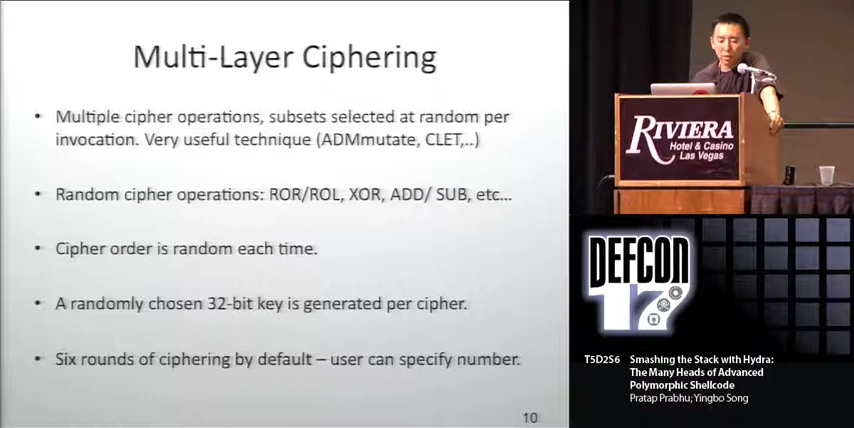 Multi-Layer Ciphering
• Multiple cipher operations, subsets selected at random per
invocation. Very useful technique (ADMmutate, CLET,..)
• Random cipher operations: ROR/ROL, XOR, ADD/ SUB, etc...
• Cipher order is random each time.
• A randomly chosen 32-bit key is generated per cipher.
• Six rounds of ciphering by default – user can specify number.
10
RIVIERA
Hotel & Casino
Las Vegas
DEFCON
17
T5D2S6 Smashing the Stack with Hydra:
The Many Heads of Advanced
Polymorphic Shellcode
Pratap Prabhu; Yingbo Song